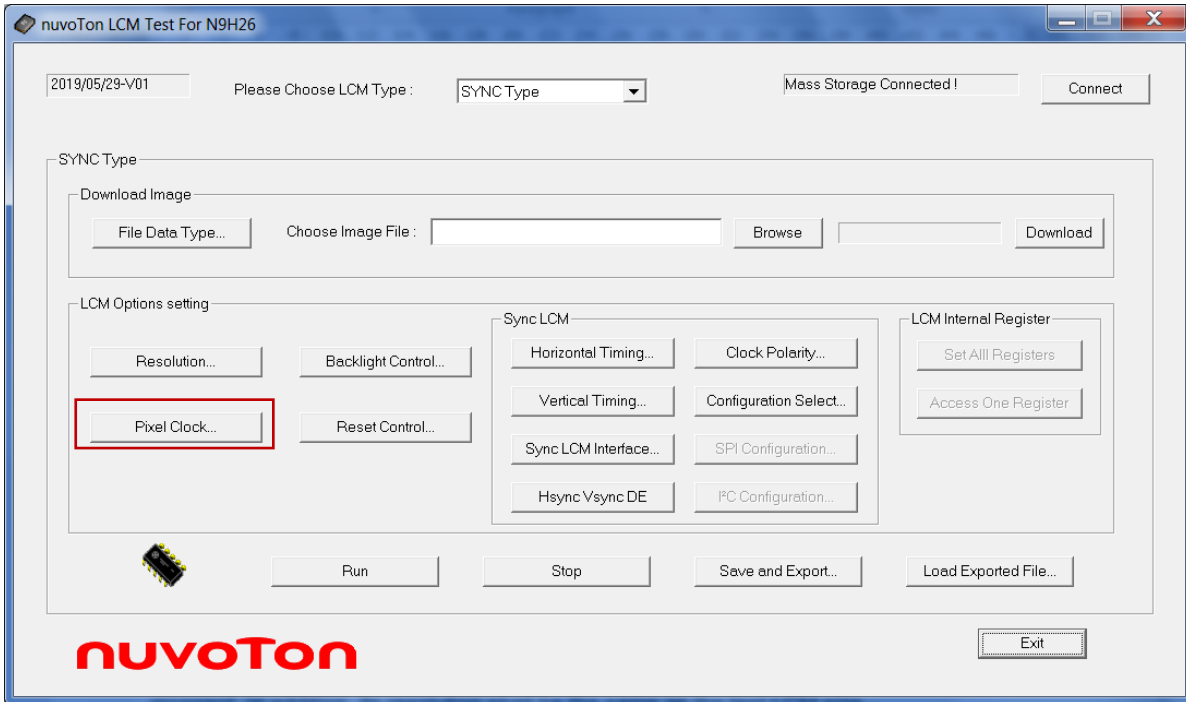 nuvoTon LCM Test For N9H26
2019/05/29-V01
Please Choose LCM Type :
SYNC Type
Mass Storage Connected !
Connect
SYNC Type
Download Image
File Data Type...
Choose Image File :
Browse
Download
LCM Options setting
Resolution...
Backlight Control...
Pixel Clock...
Reset Control...
Sync LCM
Horizontal Timing...
Clock Polarity...
Vertical Timing...
Configuration Select...
Sync LCM Interface...
SPI Configuration...
Hsync Vsync DE
I²C Configuration...
LCM Internal Register
Set Alll Registers
Access One Register
Run
Stop
Save and Export...
Load Exported File...
nuvoTon
Exit